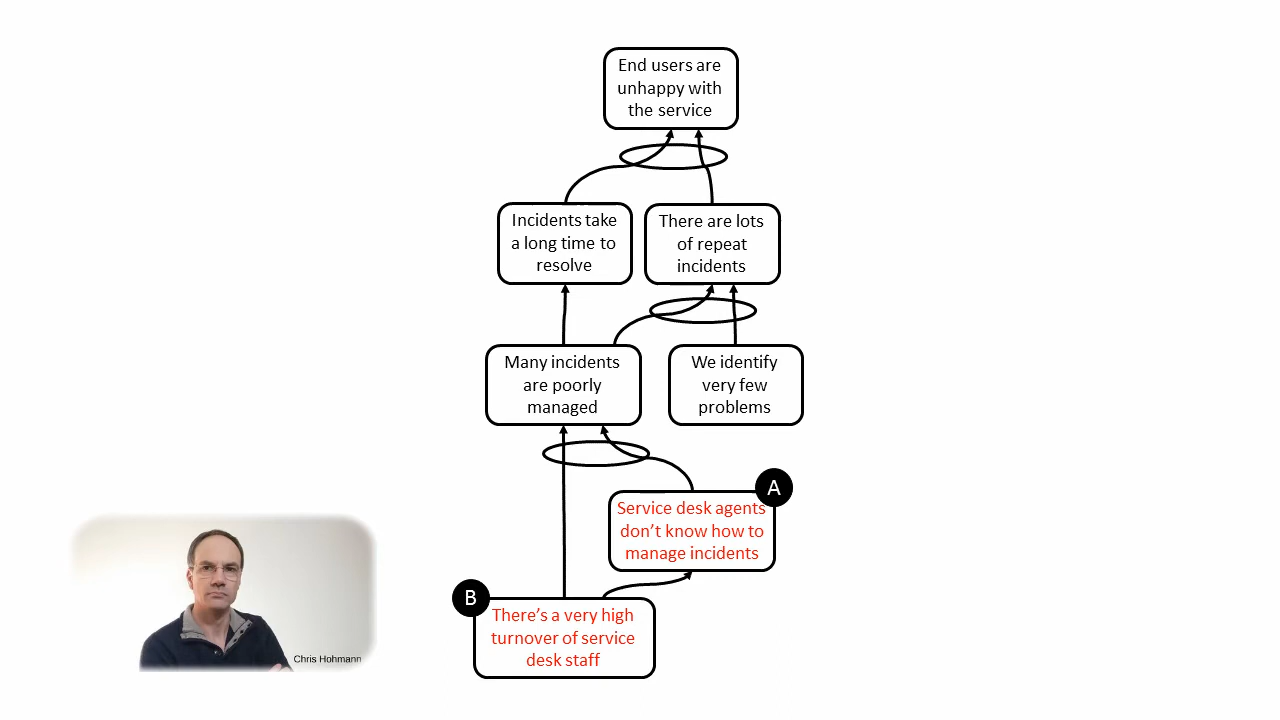 End users are
unhappy with
the service
Incidents take
a long time to
resolve
There are lots
of repeat
incidents
Many incidents
are poorly
managed
We identify
very few
problems
A
Service desk agents
don't know how to
manage incidents
B
There's a very high
turnover of service
desk staff
Chris Hohmann